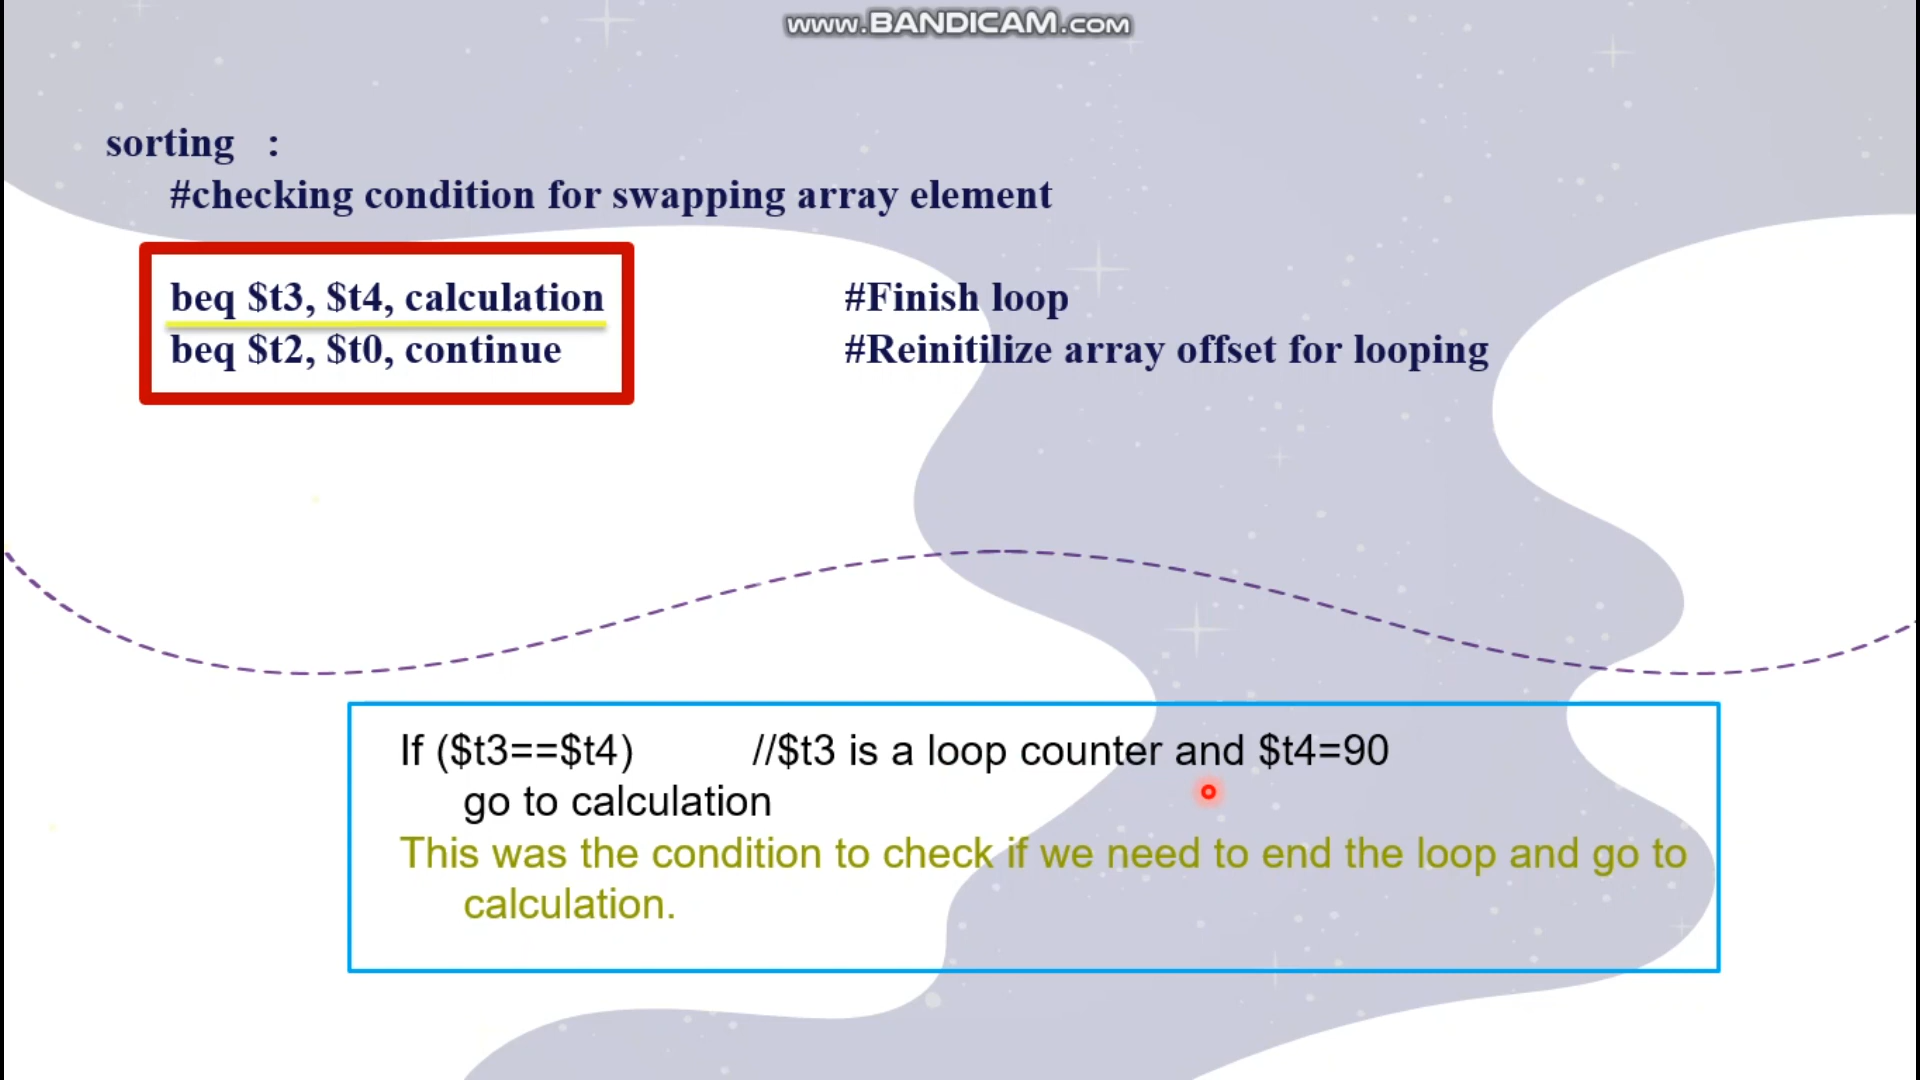 www.BANDICAM.com
sorting :
#checking condition for swapping array element
beq $t3, $t4, calculation #Finish loop
beq $t2, $t0, continue #Reinitilize array offset for looping
If ($t3==$t4) //$t3 is a loop counter and $t4=90
go to calculation
This was the condition to check if we need to end the loop and go to
calculation.